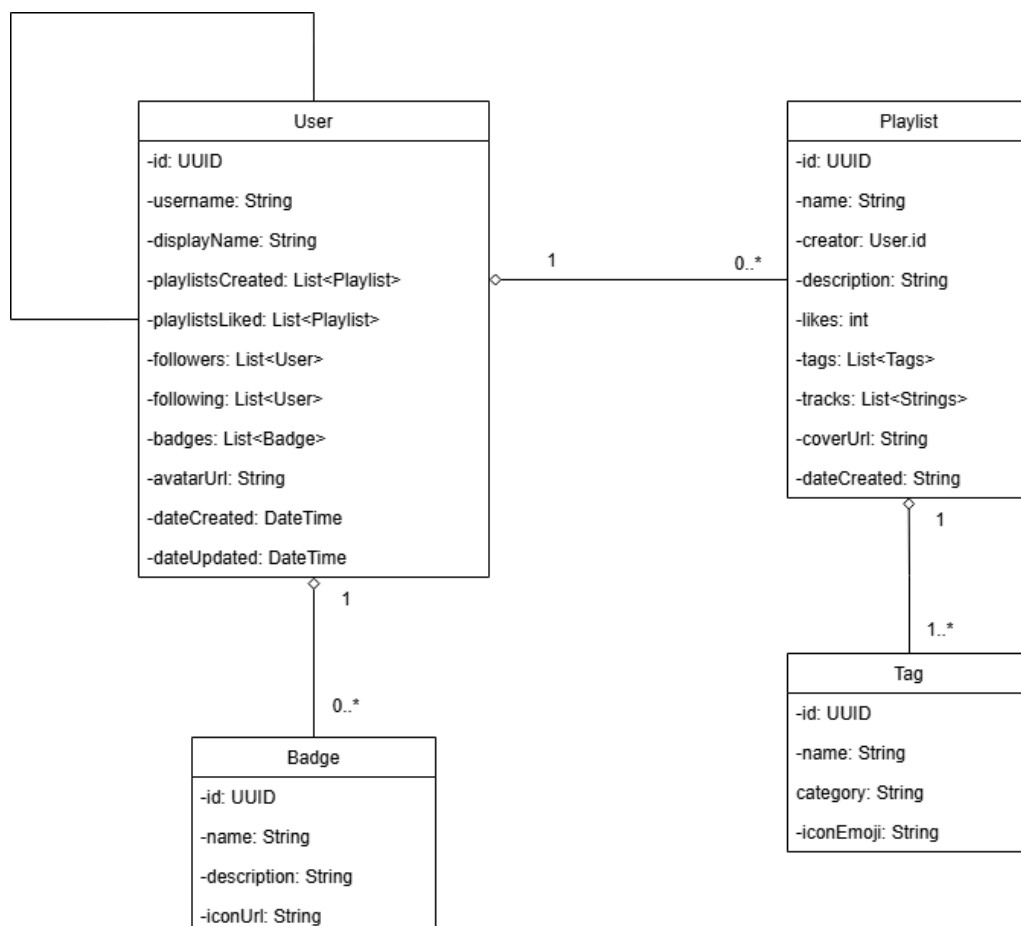 User
-id: UUID
-username: String
-displayName: String
-playlistsCreated: List<Playlist>
-playlistsLiked: List<Playlist>
-followers: List<User>
-following: List<User>
-badges: List<Badge>
-avatarUrl: String
-dateCreated: DateTime
-dateUpdated: DateTime
1
0..*
Playlist
-id: UUID
-name: String
-creator: User.id
-description: String
-likes: int
-tags: List<Tags>
-tracks: List<Strings>
-coverUrl: String
-dateCreated: String
1
0..*
1
1..*
Badge
-id: UUID
-name: String
-description: String
-iconUrl: String
Tag
-id: UUID
-name: String
category: String
-iconEmoji: String